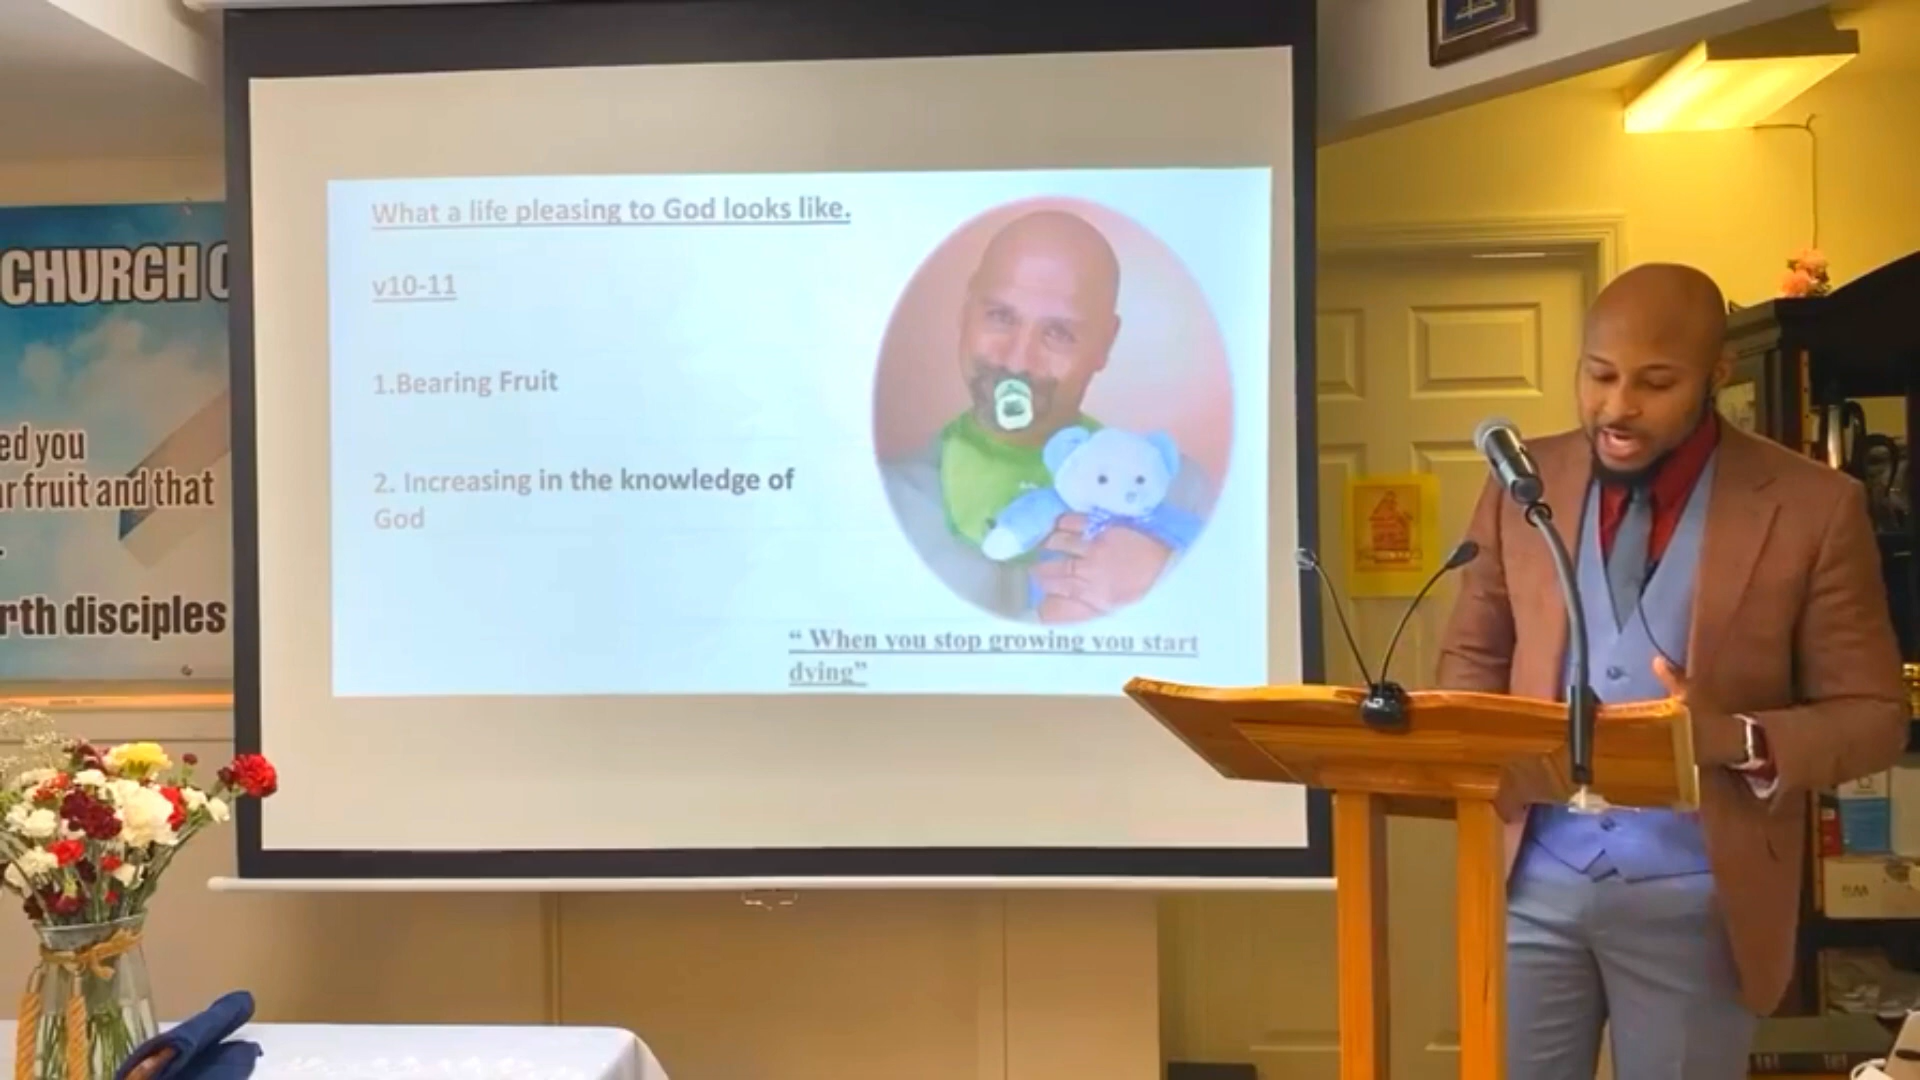 What a life pleasing to God looks like.
v10-11
1.Bearing Fruit
2. Increasing in the knowledge of
God
“ When you stop growing you start
dying”
CHURCH
ed you
r fruit and that
rth disciples